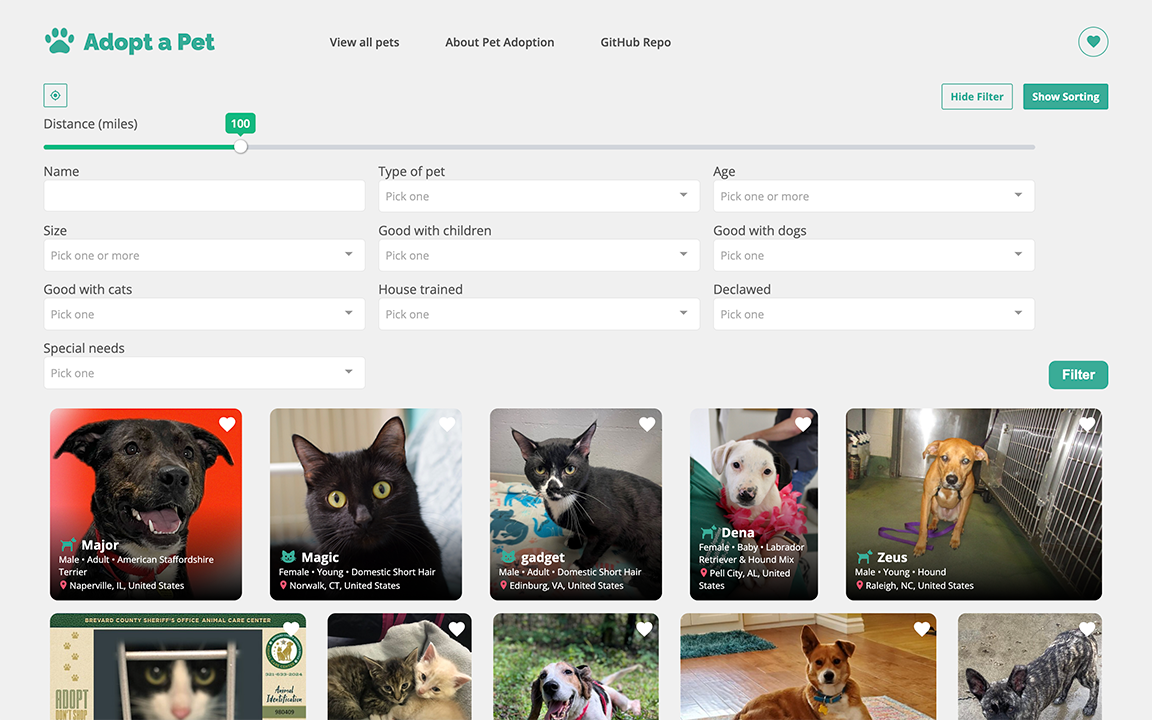 Adopt a Pet
View all pets
About Pet Adoption
GitHub Repo
Hide Filter
Show Sorting
Distance (miles)
100
Name
Type of pet
Age
Pick one
Pick one or more
Size
Good with children
Good with dogs
Pick one or more
Pick one
Pick one
Good with cats
House trained
Declawed
Pick one
Pick one
Pick one
Special needs
Pick one
Filter
Major
Male • Adult • American Staffordshire
Terrier
Naperville, IL, United States
Magic
Female • Young • Domestic Short Hair
Norwalk, CT, United States
gadget
Male • Adult • Domestic Short Hair
Edinburg, VA, United States
Dena
Female • Baby • Labrador
Retriever & Hound Mix
Pell City, AL, United
States
Zeus
Male • Young • Hound
Raleigh, NC, United States
BREVARD COUNTY SHERIFF'S OFFICE ANIMAL CARE CENTER
321-633-2024
ADOPT
DON'T SHOP
Animal
Identification
980409